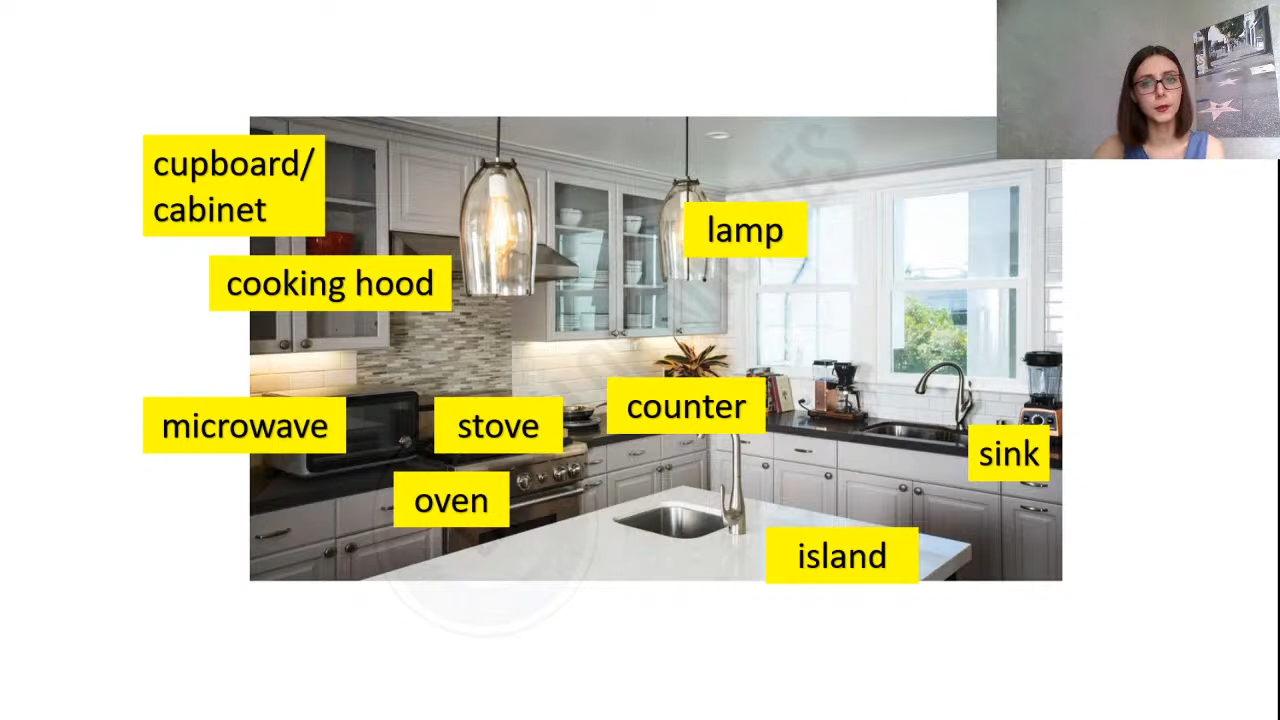 cupboard/
cabinet
lamp
cooking hood
microwave
stove
counter
sink
oven
island